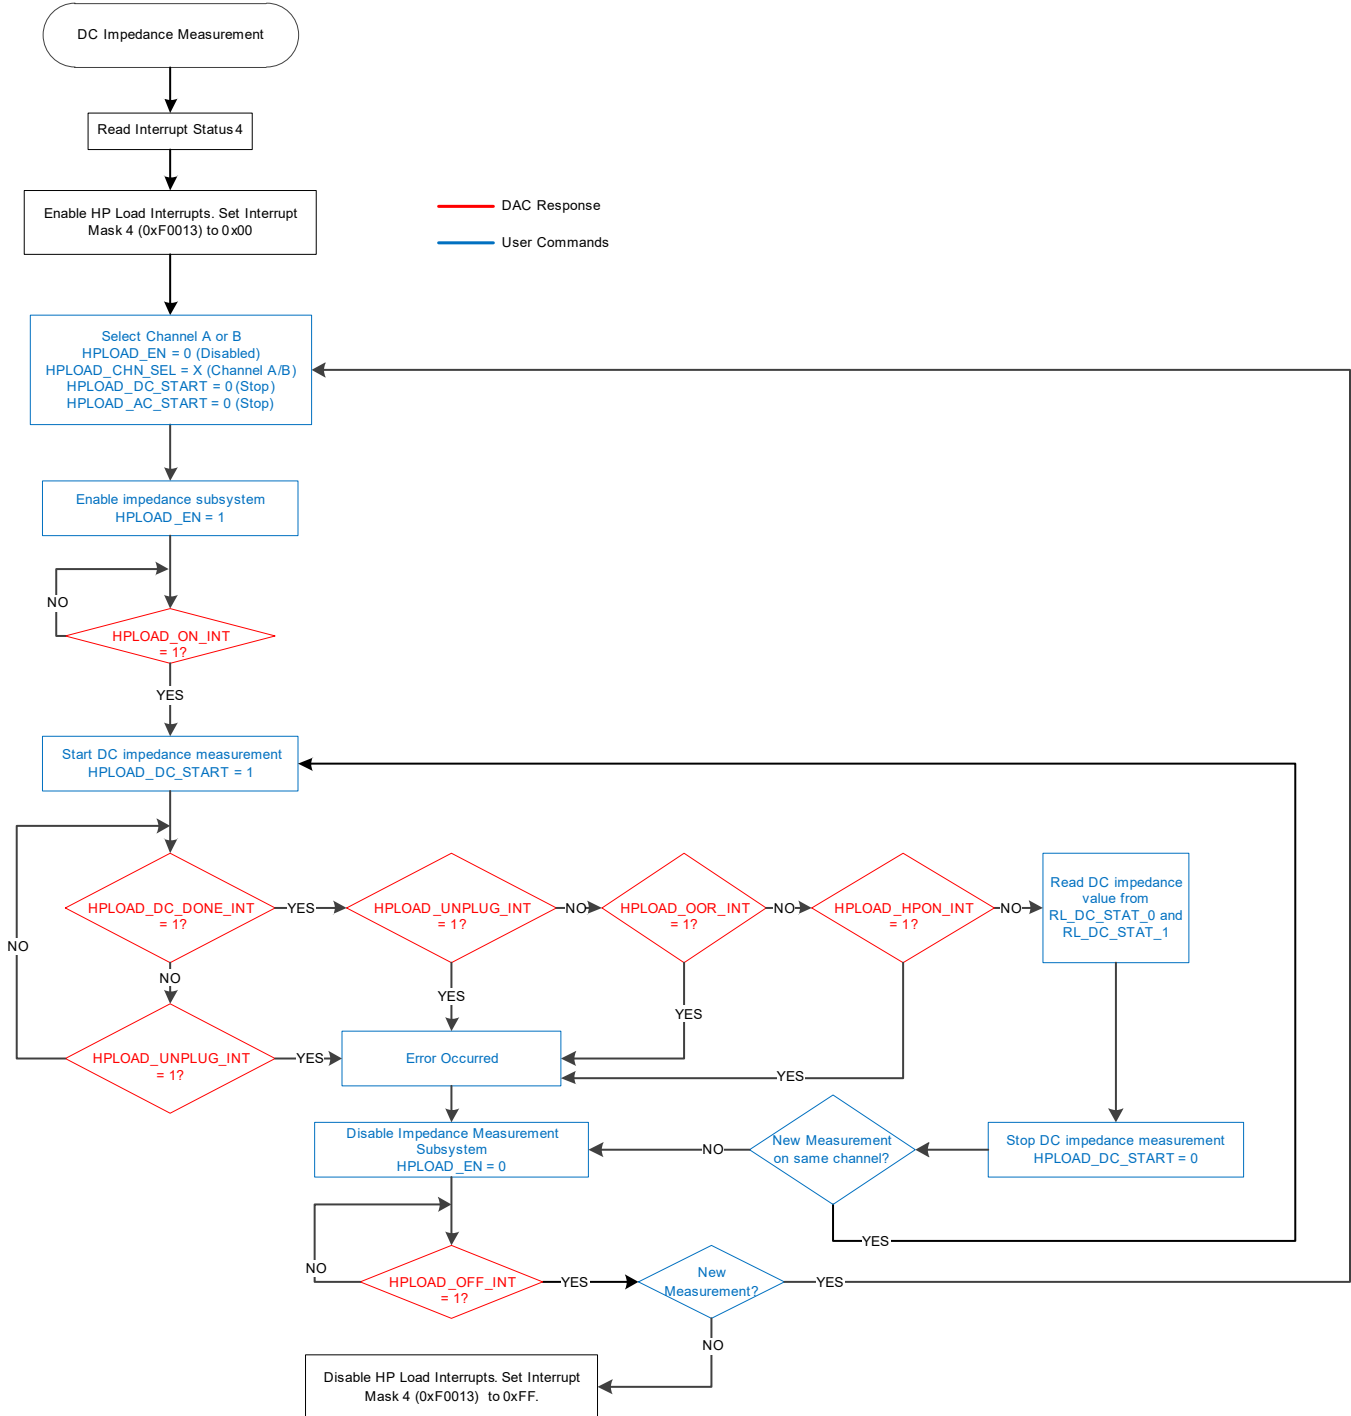 DC Impedance Measurement
Read Interrupt Status 4
Enable HP Load Interrupts. Set Interrupt
Mask 4 (0xF0013) to 0x00
DAC Response
User Commands
Select Channel A or B
HPLOAD_EN = 0 (Disabled)
HPLOAD_CHN_SEL = X (Channel A/B)
HPLOAD_DC_START = 0 (Stop)
HPLOAD_AC_START = 0 (Stop)
Enable impedance subsystem
HPLOAD_EN = 1
NO
HPLOAD_ON_INT
= 1?
YES
Start DC impedance measurement
HPLOAD_DC_START = 1
HPLOAD_DC_DONE_INT
= 1?
YES
HPLOAD_UNPLUG_INT
= 1?
NO
HPLOAD_OOR_INT
= 1?
NO
HPLOAD_HPON_INT
= 1?
NO
Read DC impedance
value from
RL_DC_STAT_0 and
RL_DC_STAT_1
NO
NO
YES
YES
YES
HPLOAD_UNPLUG_INT
= 1?
YES
Error Occurred
Disable Impedance Measurement
Subsystem
HPLOAD_EN = 0
NO
New Measurement
on same channel?
Stop DC impedance measurement
HPLOAD_DC_START = 0
YES
NO
HPLOAD_OFF_INT
= 1?
YES
New
Measurement?
YES
NO
Disable HP Load Interrupts. Set Interrupt
Mask 4 (0xF0013) to 0xFF.